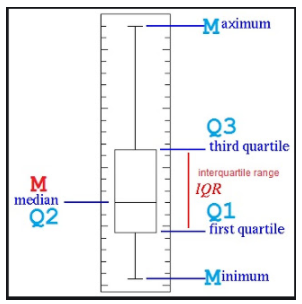 Maximum
Q3
third quartile
interquartile range
IQR
M
median
Q2
Q1
first quartile
Minimum